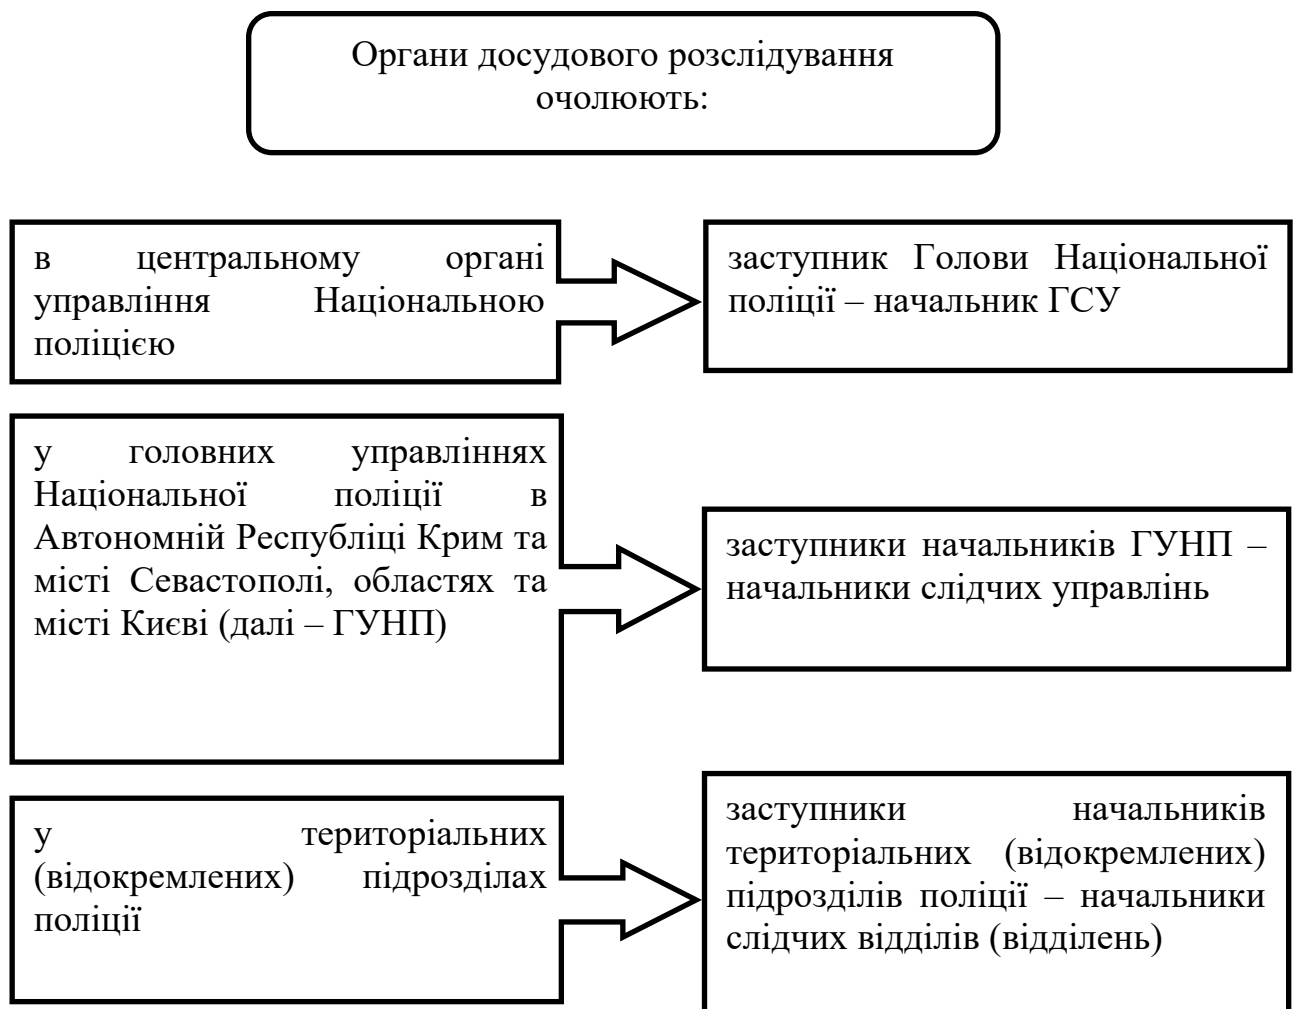 Органи досудового розслідування
очолюють:
в центральному органі
управління Національною
поліцією
заступник Голови Національної
поліції – начальник ГСУ
у головних управліннях
Національної поліції в
Автономній Республіці Крим та
місті Севастополі, областях та
місті Києві (далі – ГУНП)
заступники начальників ГУНП –
начальники слідчих управлінь
у територіальних
(відокремлених) підрозділах
поліції
заступники начальників
територіальних (відокремлених)
підрозділів поліції – начальники
слідчих відділів (відділень)